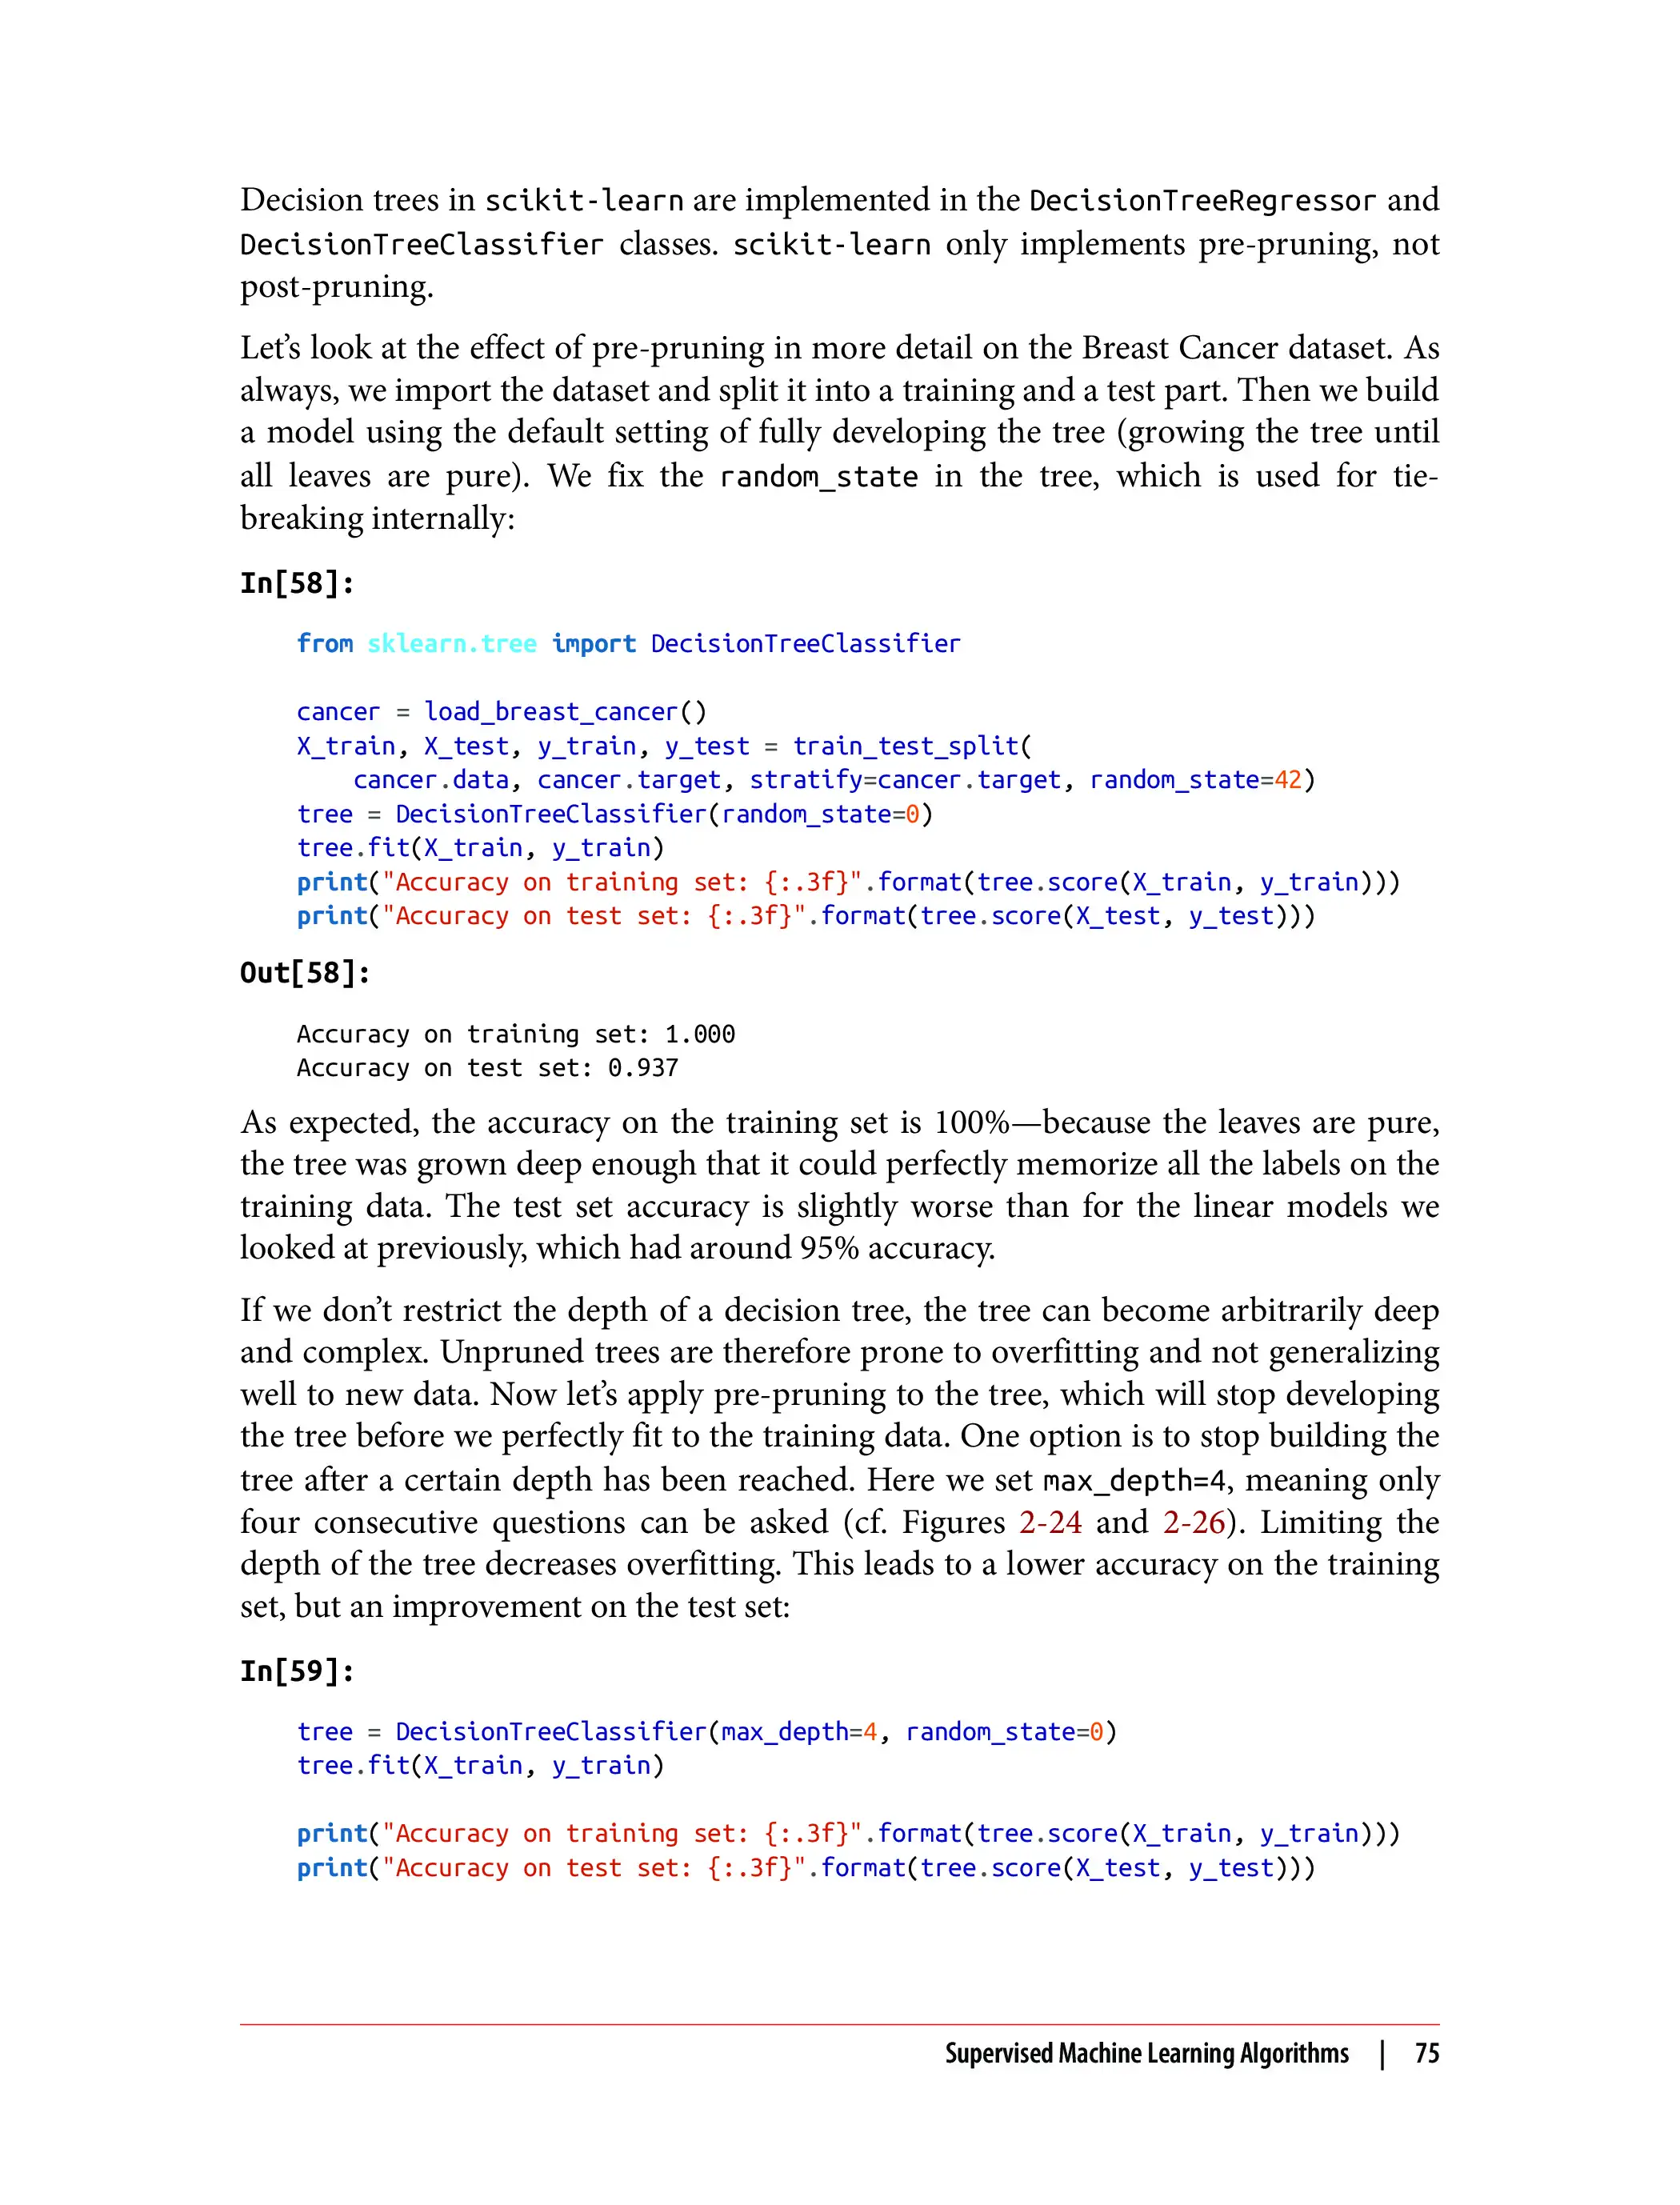 Decision trees in scikit-learn are implemented in the DecisionTreeRegressor and
DecisionTreeClassifier classes. scikit-learn only implements pre-pruning, not
post-pruning.
Let’s look at the effect of pre-pruning in more detail on the Breast Cancer dataset. As
always, we import the dataset and split it into a training and a test part. Then we build
a model using the default setting of fully developing the tree (growing the tree until
all leaves are pure). We fix the random_state in the tree, which is used for tie-
breaking internally:
In[58]:
from sklearn.tree import DecisionTreeClassifier
cancer = load_breast_cancer()
X_train, X_test, y_train, y_test = train_test_split(
    cancer.data, cancer.target, stratify=cancer.target, random_state=42)
tree = DecisionTreeClassifier(random_state=0)
tree.fit(X_train, y_train)
print("Accuracy on training set: {:.3f}".format(tree.score(X_train, y_train)))
print("Accuracy on test set: {:.3f}".format(tree.score(X_test, y_test)))
Out[58]:
Accuracy on training set: 1.000
Accuracy on test set: 0.937
As expected, the accuracy on the training set is 100%—because the leaves are pure,
the tree was grown deep enough that it could perfectly memorize all the labels on the
training data. The test set accuracy is slightly worse than for the linear models we
looked at previously, which had around 95% accuracy.
If we don’t restrict the depth of a decision tree, the tree can become arbitrarily deep
and complex. Unpruned trees are therefore prone to overfitting and not generalizing
well to new data. Now let’s apply pre-pruning to the tree, which will stop developing
the tree before we perfectly fit to the training data. One option is to stop building the
tree after a certain depth has been reached. Here we set max_depth=4, meaning only
four consecutive questions can be asked (cf. Figures 2-24 and 2-26). Limiting the
depth of the tree decreases overfitting. This leads to a lower accuracy on the training
set, but an improvement on the test set:
In[59]:
tree = DecisionTreeClassifier(max_depth=4, random_state=0)
tree.fit(X_train, y_train)
print("Accuracy on training set: {:.3f}".format(tree.score(X_train, y_train)))
print("Accuracy on test set: {:.3f}".format(tree.score(X_test, y_test)))
Supervised Machine Learning Algorithms | 75